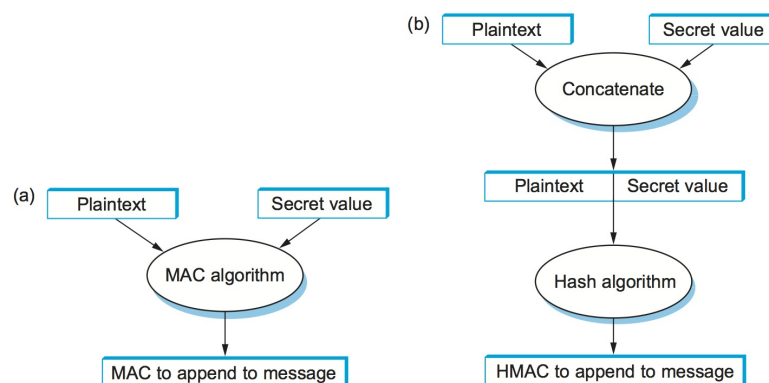 (a)
Plaintext
Secret value
MAC algorithm
MAC to append to message
(b)
Plaintext
Secret value
Concatenate
Plaintext
Secret value
Hash algorithm
HMAC to append to message